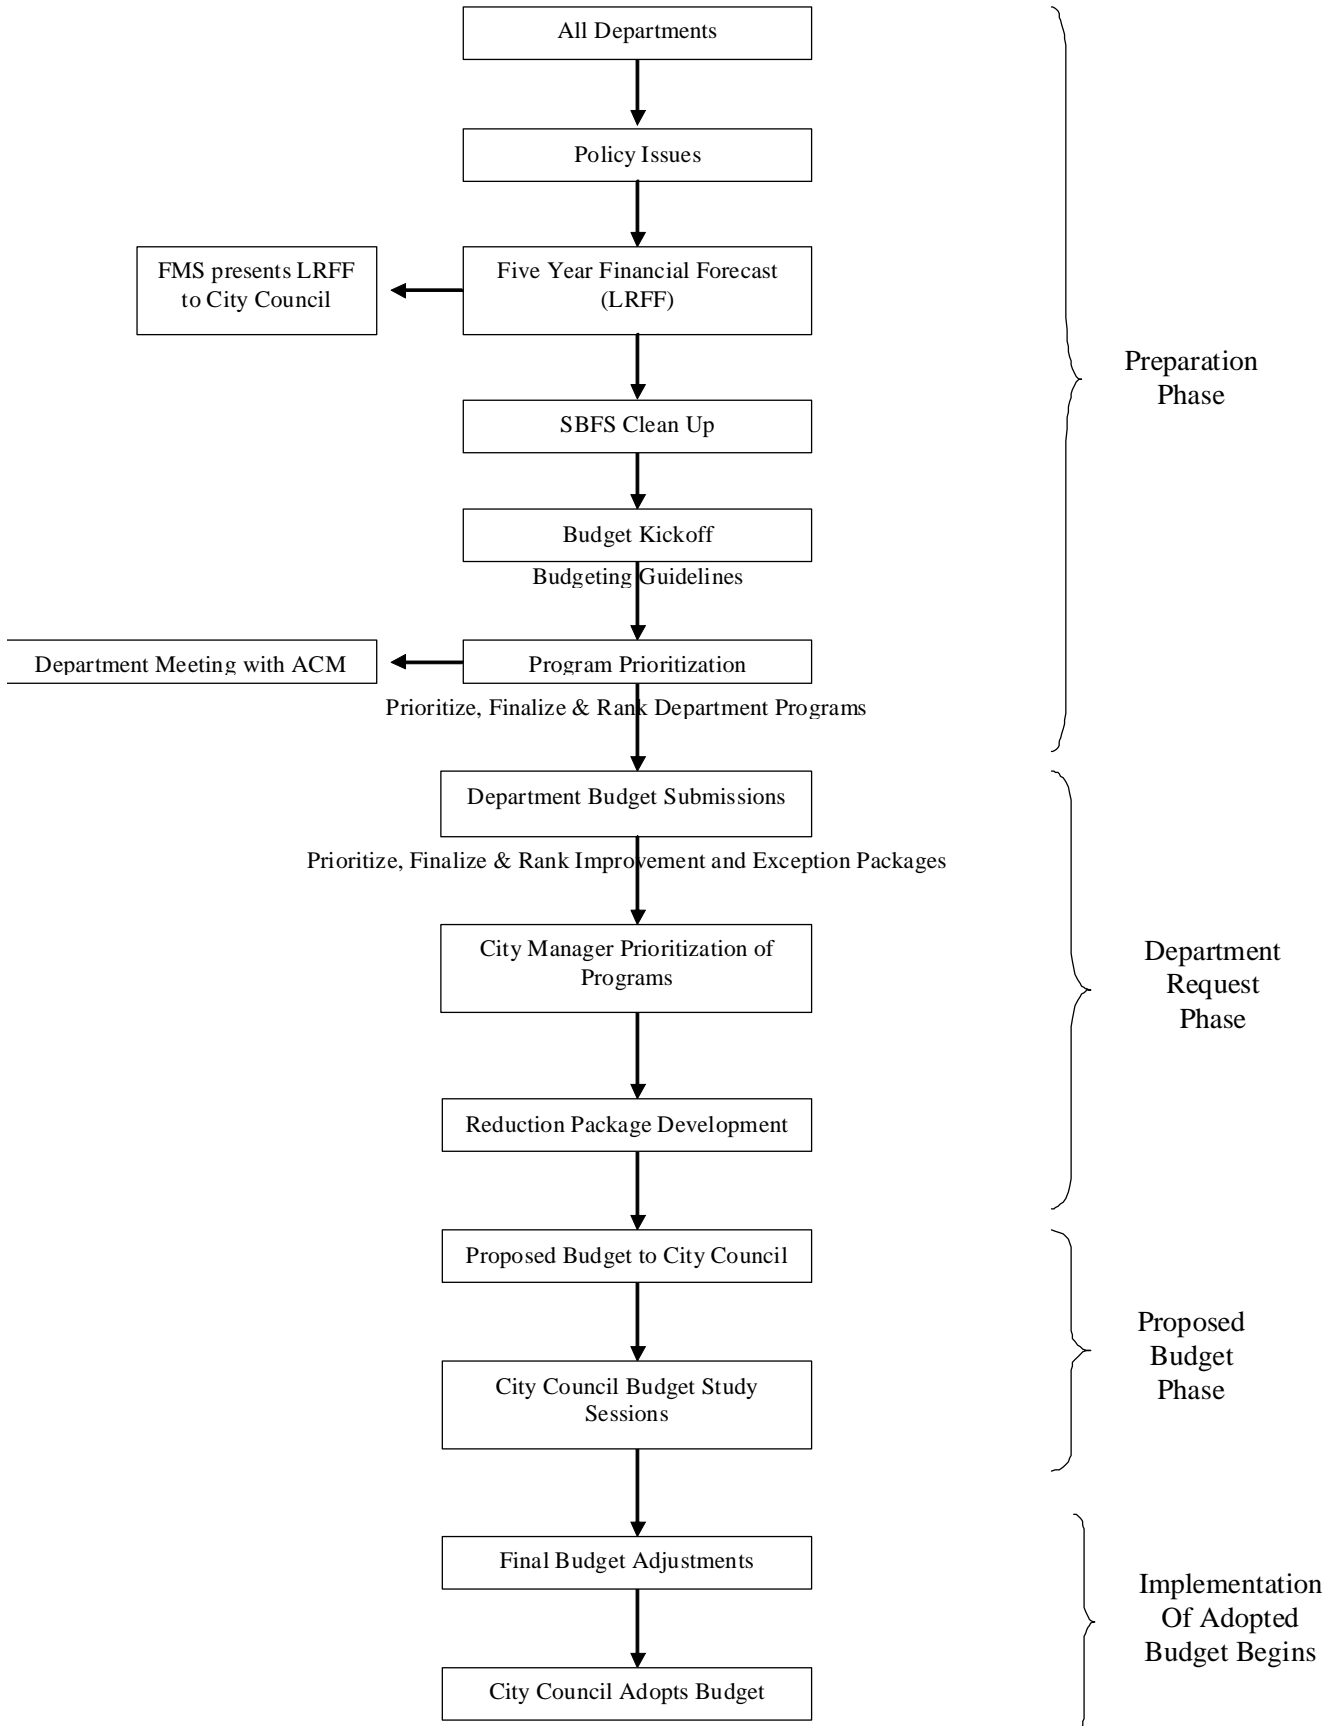 All Departments
Policy Issues
FMS presents LRFF
to City Council
Five Year Financial Forecast
(LRFF)
Preparation
Phase
SBFS Clean Up
Budget Kickoff
Budgeting Guidelines
Department Meeting with ACM
Program Prioritization
Prioritize, Finalize & Rank Department Programs
Department Budget Submissions
Prioritize, Finalize & Rank Improvement and Exception Packages
City Manager Prioritization of
Programs
Department
Request
Phase
Reduction Package Development
Proposed Budget to City Council
Proposed
Budget
Phase
City Council Budget Study
Sessions
Final Budget Adjustments
Implementation
Of Adopted
Budget Begins
City Council Adopts Budget